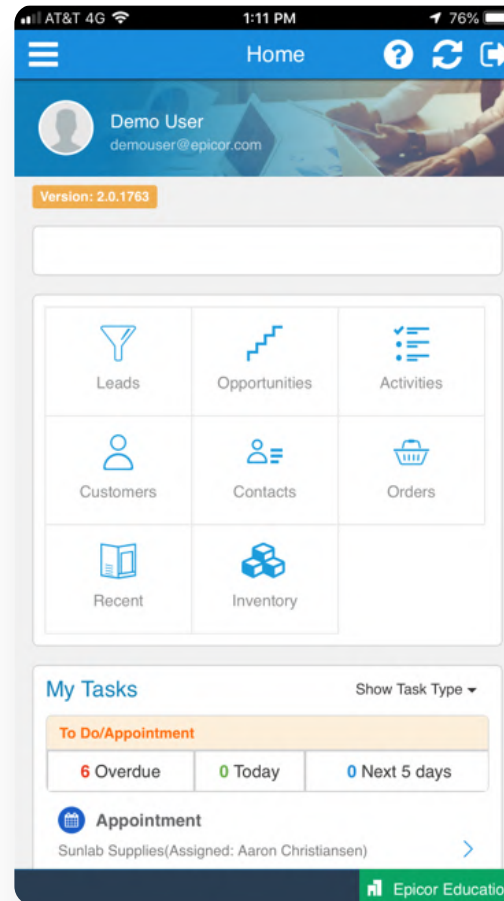 AT&T 4G 1:11 PM 76%
Home
Demo User
demouser@epicor.com
Version: 2.0.1763
Leads Opportunities Activities
Customers Contacts Orders
Recent Inventory
My Tasks Show Task Type
To Do/Appointment
6 Overdue 0 Today 0 Next 5 days
Appointment
Sunlab Supplies(Assigned: Aaron Christiansen)
Epicor Educatio